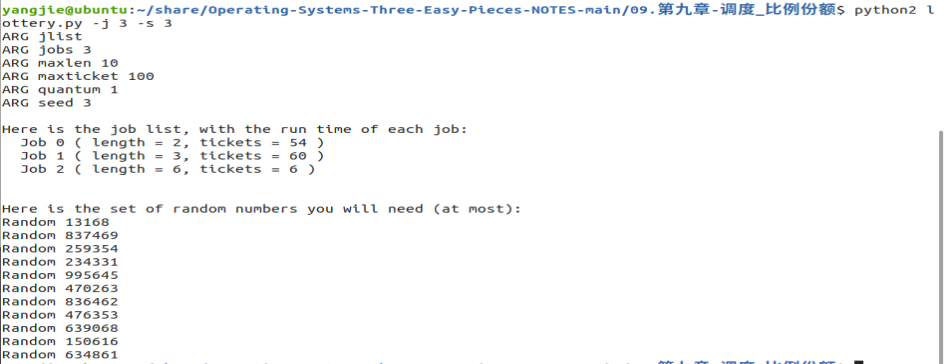 yangjie@ubuntu:~/share/Operating-Systems-Three-Easy-Pieces-NOTES-main/09.第九章-调度_比例份额$ python2 l
ottery.py -j 3 -s 3
ARG jlist
ARG jobs 3
ARG maxlen 10
ARG maxticket 100
ARG quantum 1
ARG seed 3
Here is the job list, with the run time of each job:
Job 0 ( length = 2, tickets = 54 )
Job 1 ( length = 3, tickets = 60 )
Job 2 ( length = 6, tickets = 6 )
Here is the set of random numbers you will need (at most):
Random 13168
Random 837469
Random 259354
Random 234331
Random 995645
Random 470263
Random 836462
Random 476353
Random 639068
Random 150616
Random 634861